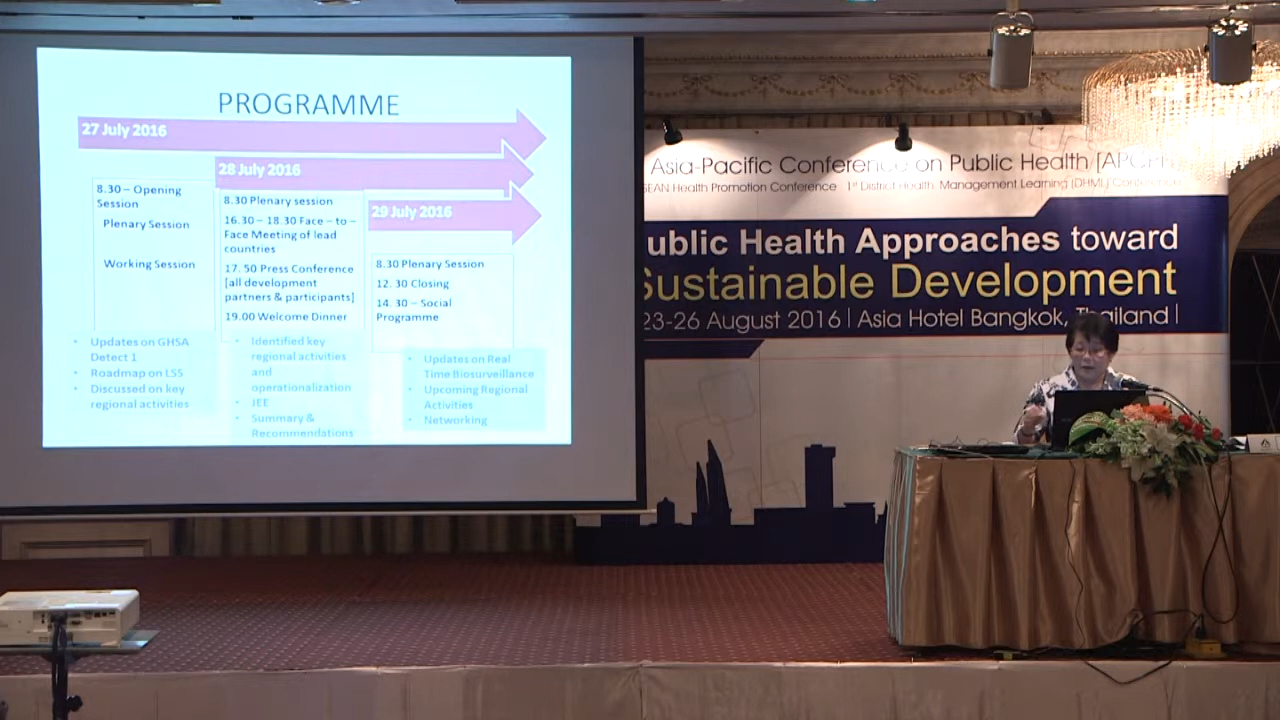 PROGRAMME
27 July 2016
28 July 2016
29 July 2016
8.30 – Opening
Session
Plenary Session
Working Session
8.30 Plenary session
16.30 – 18.30 Face – to –
Face Meeting of lead
countries
17. 50 Press Conference
[all development
partners & participants]
19.00 Welcome Dinner
8.30 Plenary Session
12. 30 Closing
14. 30 – Social
Programme
• Updates on GHSA
Detect 1
• Roadmap on LSS
• Discussed on key
regional activities
• Identified key
regional activities
and
operationalization
• JEE
• Summary &
Recommendations
• Updates on Real
Time Biosurveillance
• Upcoming Regional
Activities
• Networking
Asia-Pacific Conference on Public Health
Health Promotion Conference 1st District Health Management Learning (DHML) Conference
Public Health Approaches toward
Sustainable Development
23-26 August 2016 | Asia Hotel Bangkok, Thailand |